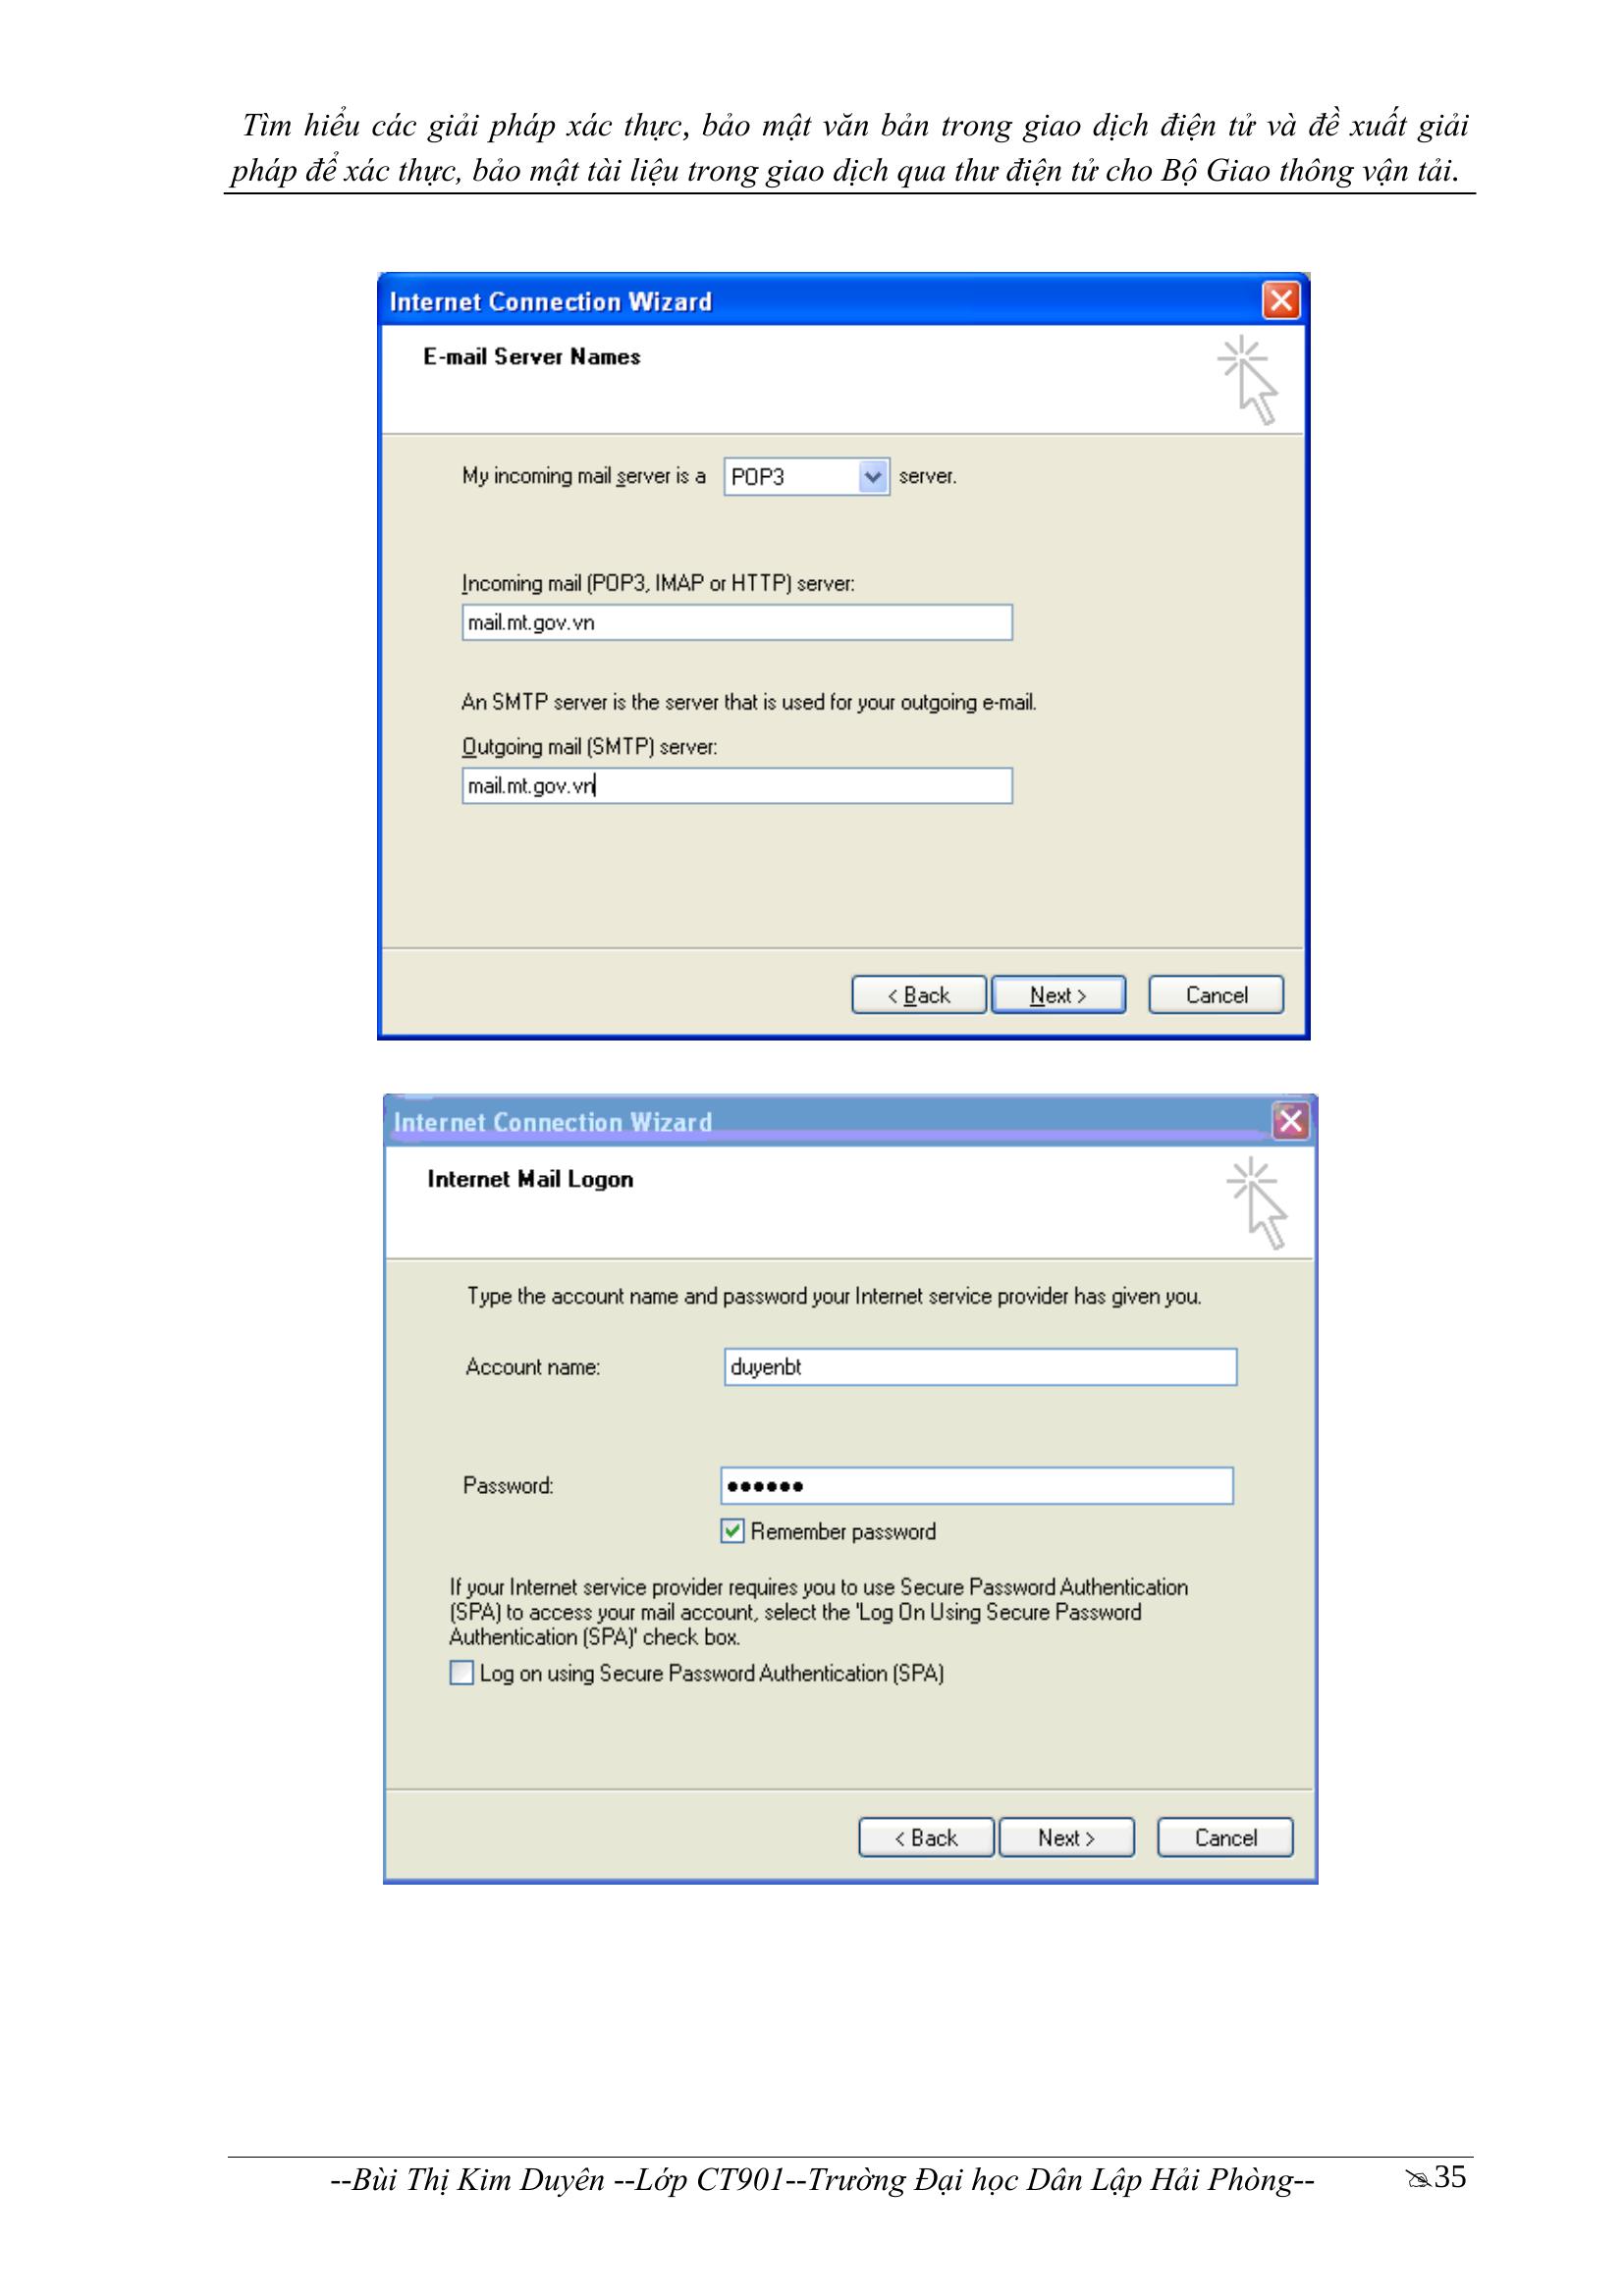 Tìm hiểu các giải pháp xác thực, bảo mật văn bản trong giao dịch điện tử và đề xuất giải
pháp để xác thực, bảo mật tài liệu trong giao dịch qua thư điện tử cho Bộ Giao thông vận tải.
Internet Connection Wizard
E-mail Server Names
My incoming mail server is a POP3 server.
Incoming mail (POP3, IMAP or HTTP) server:
mail.mt.gov.vn
An SMTP server is the server that is used for your outgoing e-mail.
Outgoing mail (SMTP) server:
mail.mt.gov.vn
< Back Next > Cancel
Internet Connection Wizard
Internet Mail Logon
Type the account name and password your Internet service provider has given you.
Account name: duyenbt
Password: ••••••
Remember password
If your Internet service provider requires you to use Secure Password Authentication
(SPA) to access your mail account, select the 'Log On Using Secure Password
Authentication (SPA)' check box.
Log on using Secure Password Authentication (SPA)
< Back Next > Cancel
--Bùi Thị Kim Duyên --Lớp CT901--Trường Đại học Dân Lập Hải Phòng-- 35